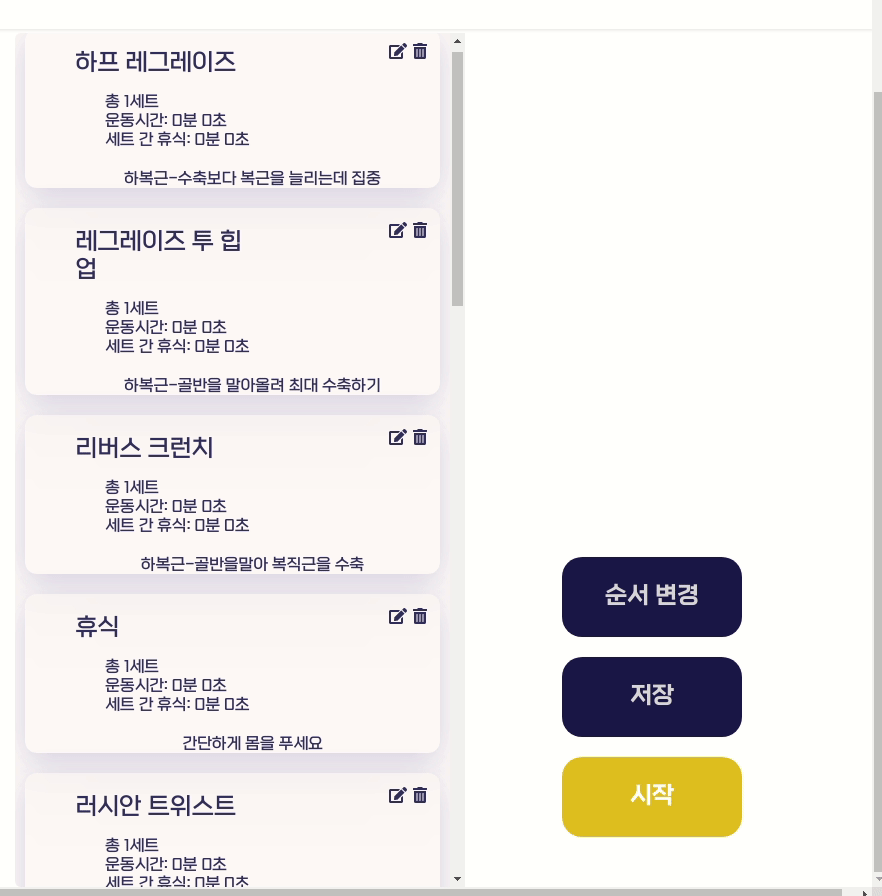 하프 레그레이즈
총 1세트
운동시간: 0분 0초
세트 간 휴식: 0분 0초
하복근-수축보다 복근을 늘리는데 집중
레그레이즈 투 힙
업
총 1세트
운동시간: 0분 0초
세트 간 휴식: 0분 0초
하복근-골반을 말아올려 최대 수축하기
리버스 크런치
총 1세트
운동시간: 0분 0초
세트 간 휴식: 0분 0초
하복근-골반을말아 복직근을 수축
휴식
총 1세트
운동시간: 0분 0초
세트 간 휴식: 0분 0초
간단하게 몸을 푸세요
러시안 트위스트
총 1세트
운동시간: 0분 0초
세트 간 휴식: 0분 0초
순서 변경
저장
시작